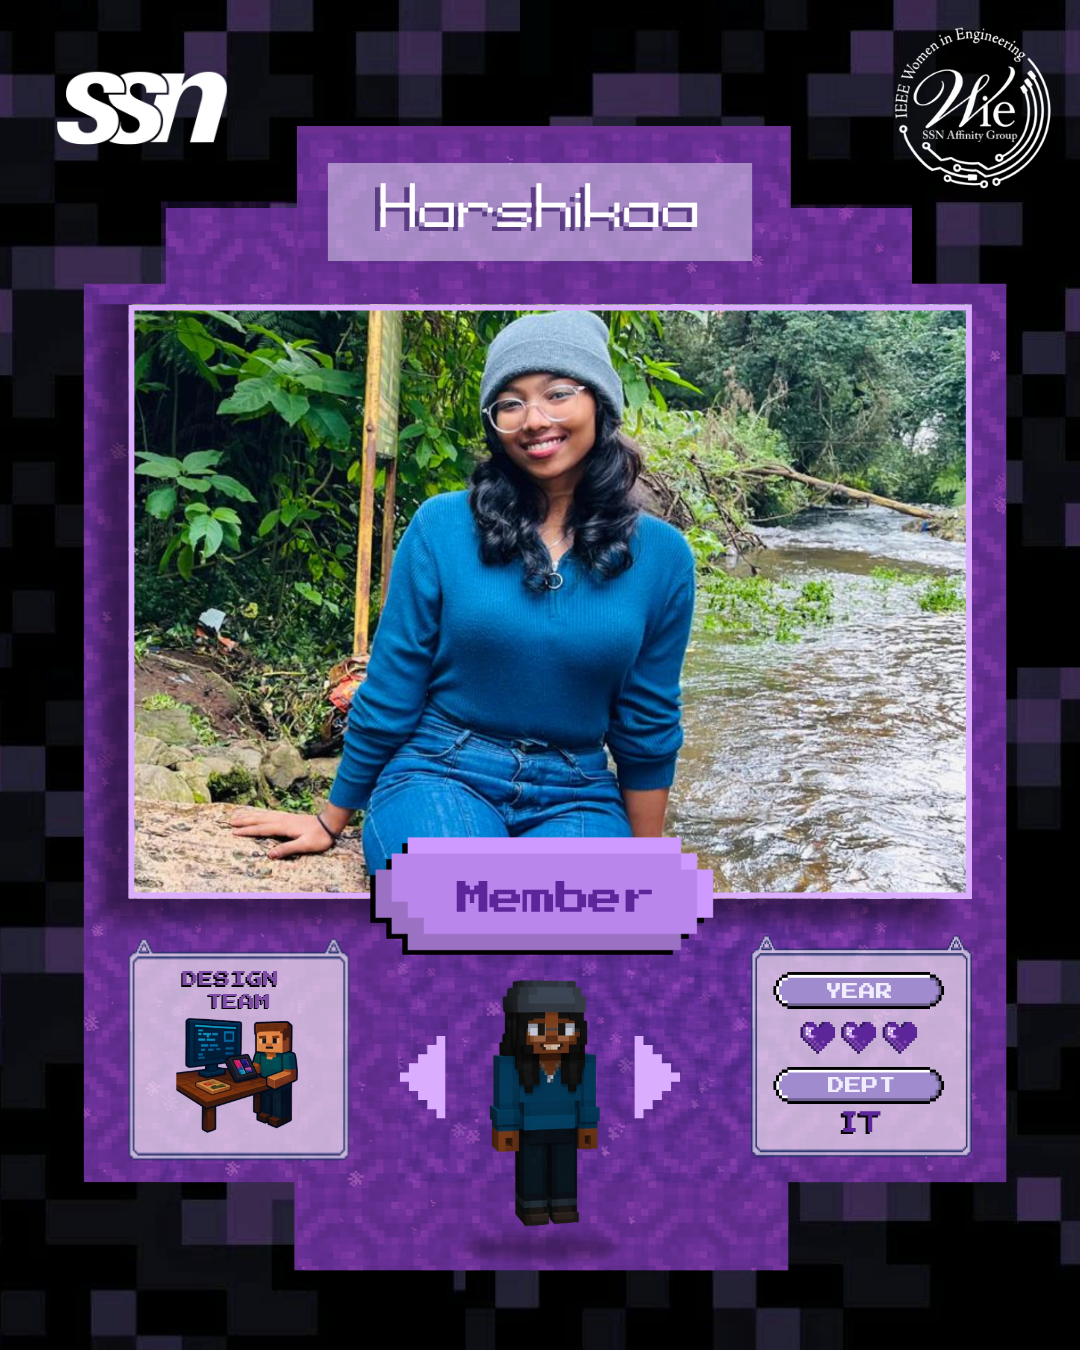 ssn
IEEE Women in Engineering
Wie
SSN Affinity Group
Harshikaa
Member
DESIGN
TEAM
YEAR
DEPT
IT